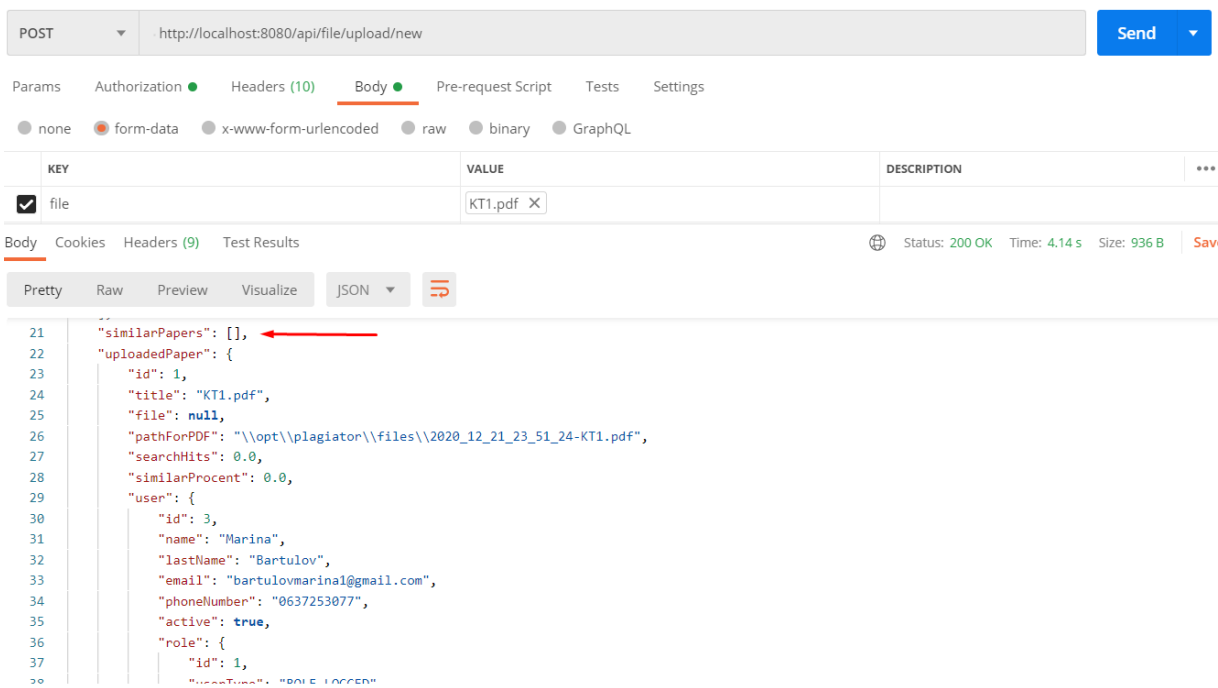 POST http://localhost:8080/api/file/upload/new Send
Params Authorization Headers (10) Body Pre-request Script Tests Settings
none form-data x-www-form-urlencoded raw binary GraphQL
KEY VALUE DESCRIPTION
file KT1.pdf
Body Cookies Headers (9) Test Results Status: 200 OK Time: 4.14 s Size: 936 B Save
Pretty Raw Preview Visualize JSON
21 "similarPapers": [],
22 "uploadedPaper": {
23 "id": 1,
24 "title": "KT1.pdf",
25 "file": null,
26 "pathForPDF": "\\opt\\plagiator\\files\\2020_12_21_23_51_24-KT1.pdf",
27 "searchHits": 0.0,
28 "similarProcent": 0.0,
29 "user": {
30 "id": 3,
31 "name": "Marina",
32 "lastName": "Bartulov",
33 "email": "bartulovmarina1@gmail.com",
34 "phoneNumber": "0637253077",
35 "active": true,
36 "role": {
37 "id": 1,
38 "userType": "ROLE_LOGGED"